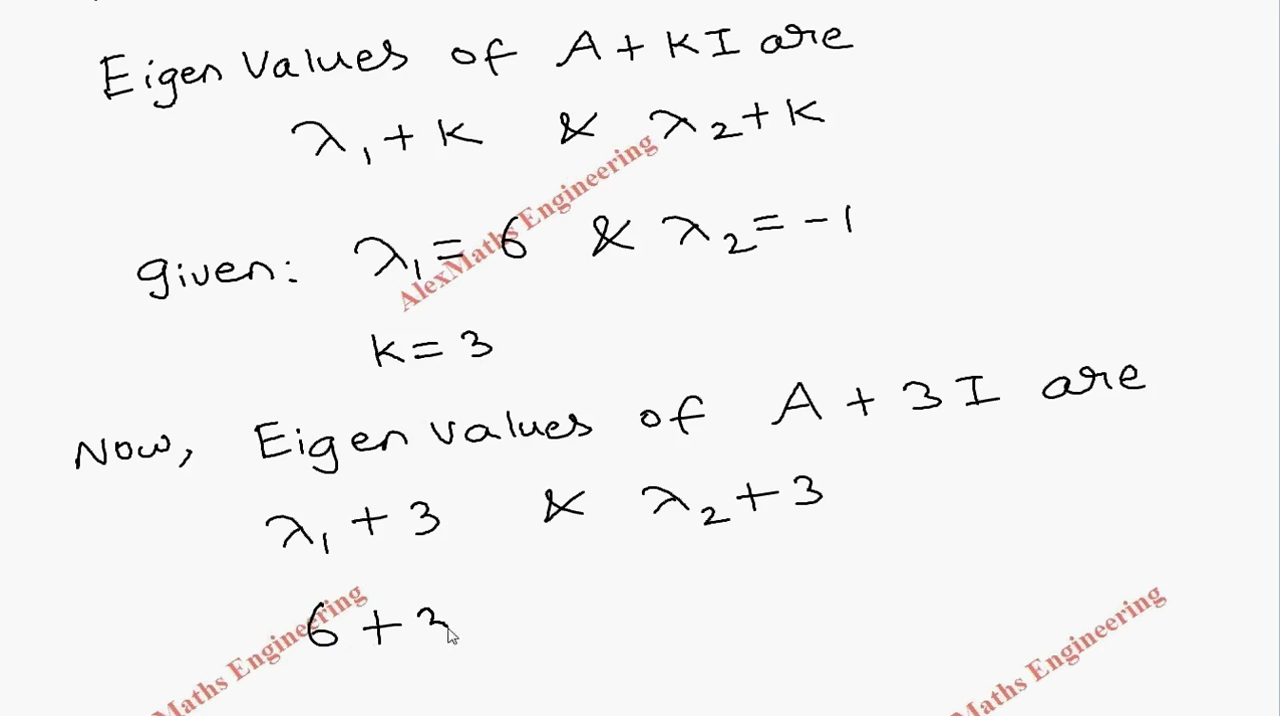 Eigen Values of A + KI are
λ₁ + K & λ₂ + K
AlexMaths Engineering
given: λ₁ = 6 & λ₂ = -1
K = 3
Now, Eigen values of A + 3I are
λ₁ + 3 & λ₂ + 3
6 + 3
Maths Engineering
Maths Engineering